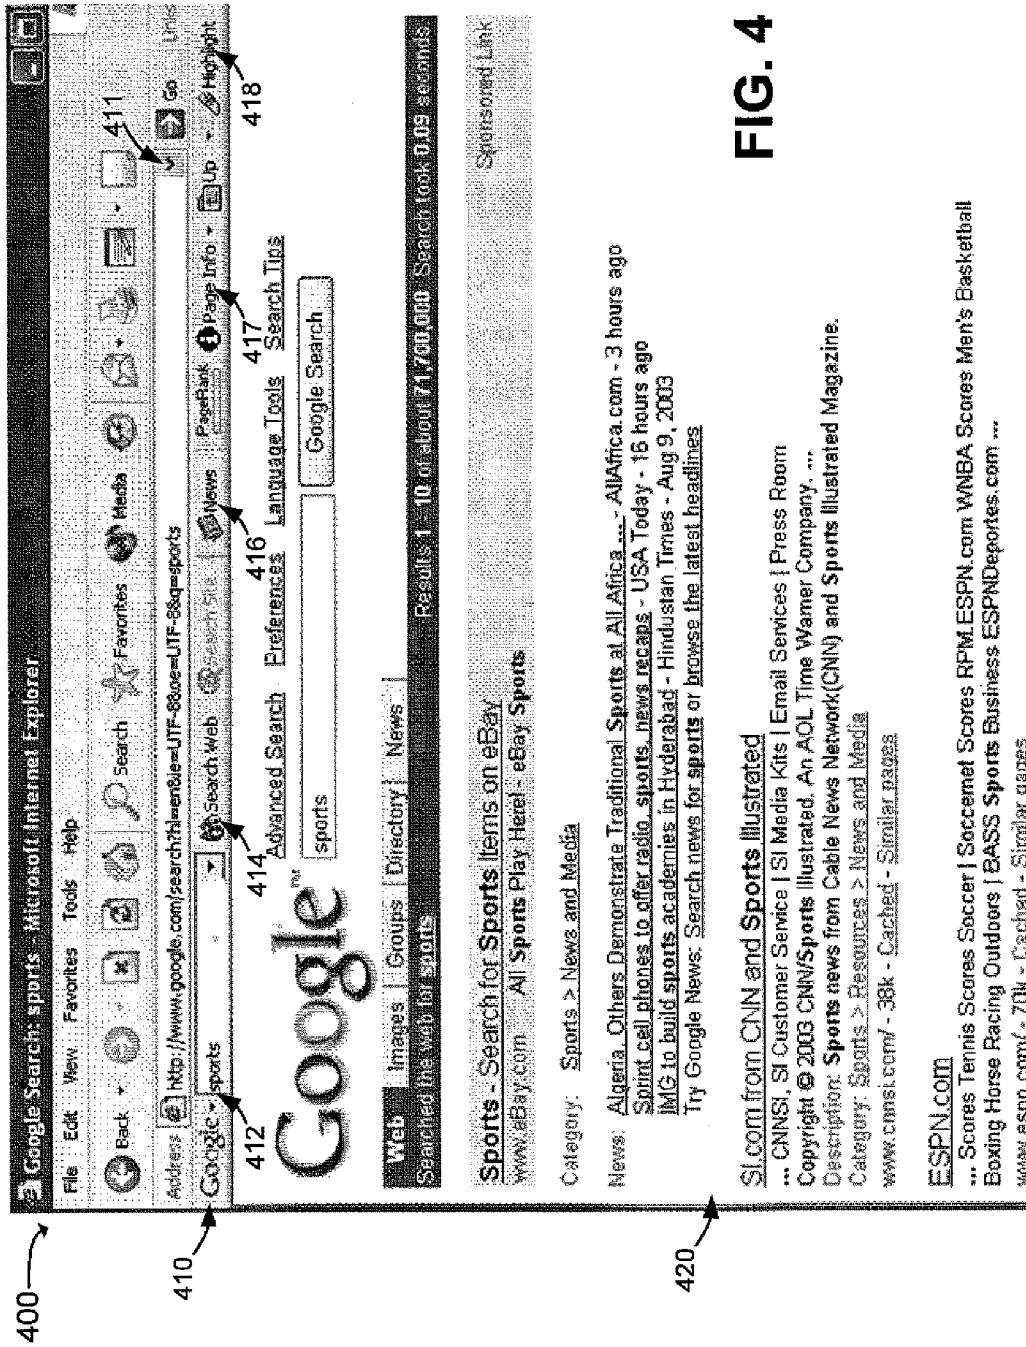 400
Google Search: sports - Microsoft Internet Explorer
File Edit View Favorites Tools Help
Back Search Favorites Media
411
Address http://www.google.com/search?hl=en&ie=UTF-8&oe=UTF-8&q=sports Go Links
410
Google sports Search Web Search Site News PageRank Page Info Up Highlight
412 414 416 417 418
Google™
Advanced Search Preferences Language Tools Search Tips
sports Google Search
Web Images Groups Directory News
Searched the web for sports Results 1 - 10 of about 71,700,000. Search took 0.09 seconds.
Sports - Search for Sports Items on eBay Sponsored Link
www.eBay.com All Sports Play Here! - eBay Sports
Category: Sports > News and Media
News: Algeria, Others Demonstrate Traditional Sports at All Africa ... - AllAfrica.com - 3 hours ago
Sprint cell phones to offer radio, sports, news recaps - USA Today - 16 hours ago
IMG to build sports academies in Hyderabad - Hindustan Times - Aug 9, 2003
Try Google News: Search news for sports or browse the latest headlines
420
SI.com from CNN and Sports Illustrated
... CNNSI, SI Customer Service | SI Media Kits | Email Services | Press Room
Copyright © 2003 CNN/Sports Illustrated. An AOL Time Warner Company. ...
Description: Sports news from Cable News Network(CNN) and Sports Illustrated Magazine.
Category: Sports > Resources > News and Media
www.cnnsi.com/ - 38k - Cached - Similar pages
ESPN.com
... Scores Tennis Scores Soccer | Soccernet Scores RPM.ESPN.com WNBA Scores Men's Basketball
Boxing Horse Racing Outdoors | BASS Sports Business ESPNDeportes.com ...
www.espn.com/ - 70k - Cached - Similar pages
FIG. 4